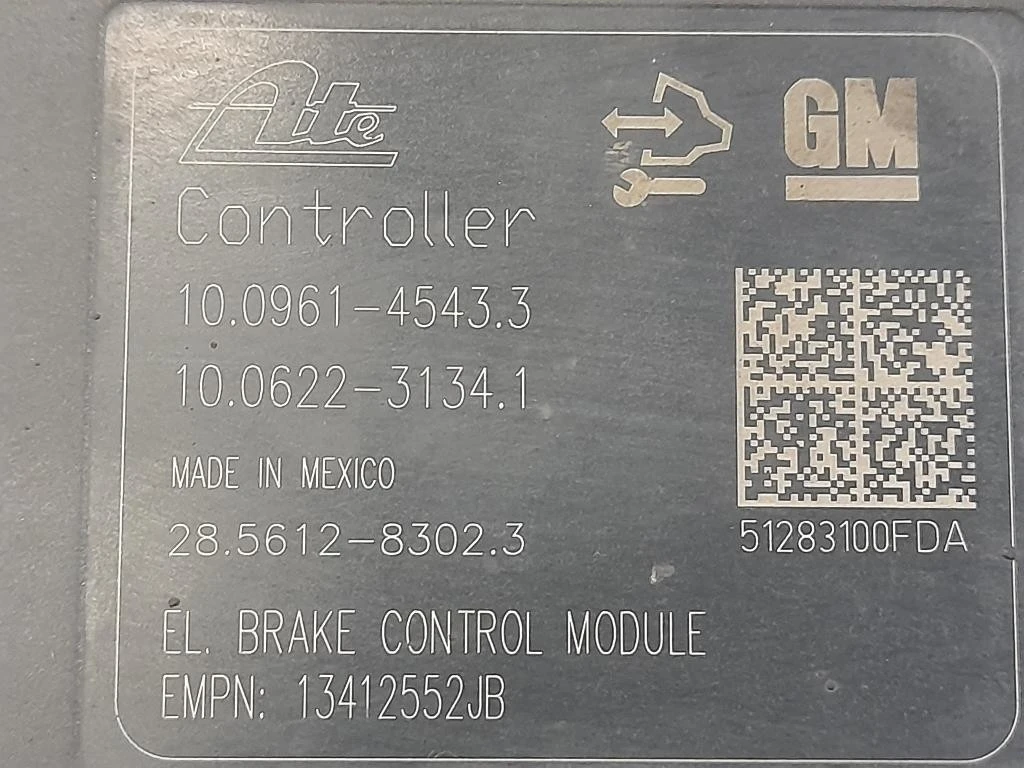 Ate
GM
Controller
10.0961-4543.3
10.0622-3134.1
MADE IN MEXICO
28.5612-8302.3
51283100FDA
EL. BRAKE CONTROL MODULE
EMPN: 13412552JB